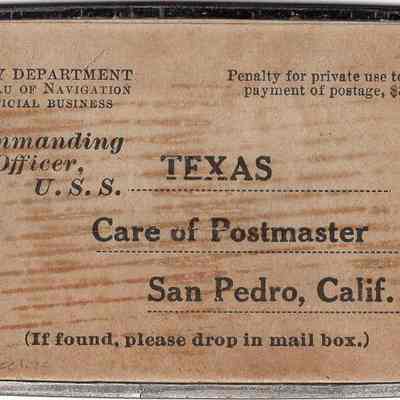 Y DEPARTMENT
AU OF NAVIGATION
ICIAL BUSINESS
Penalty for private use to
payment of postage, $3
mmanding
Officer,
U. S. S. TEXAS
Care of Postmaster
San Pedro, Calif.
(If found, please drop in mail box.)